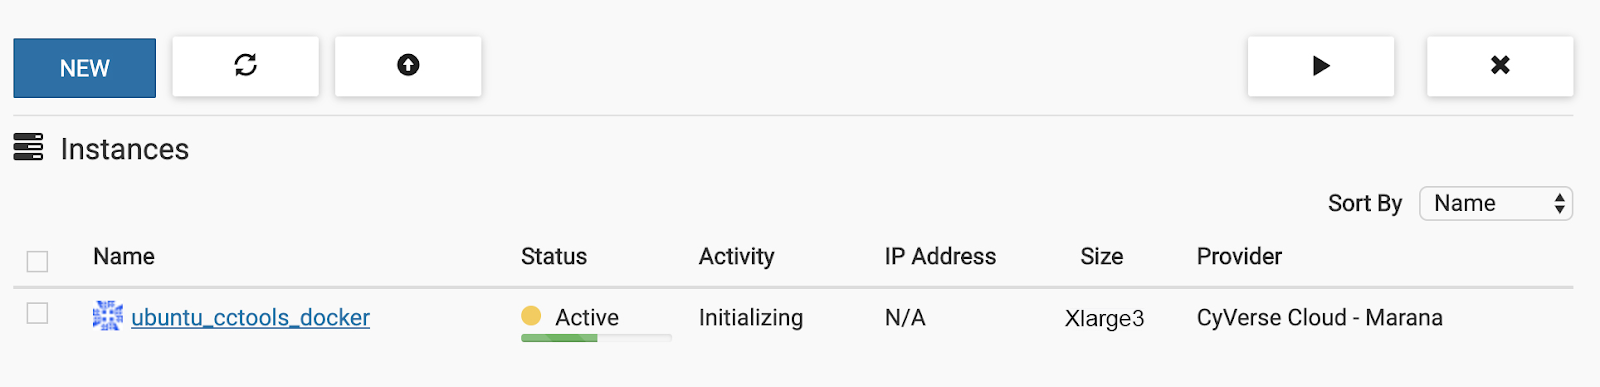 NEW
Instances
Sort By Name
Name Status Activity IP Address Size Provider
ubuntu_cctools_docker Active Initializing N/A Xlarge3 CyVerse Cloud - Marana